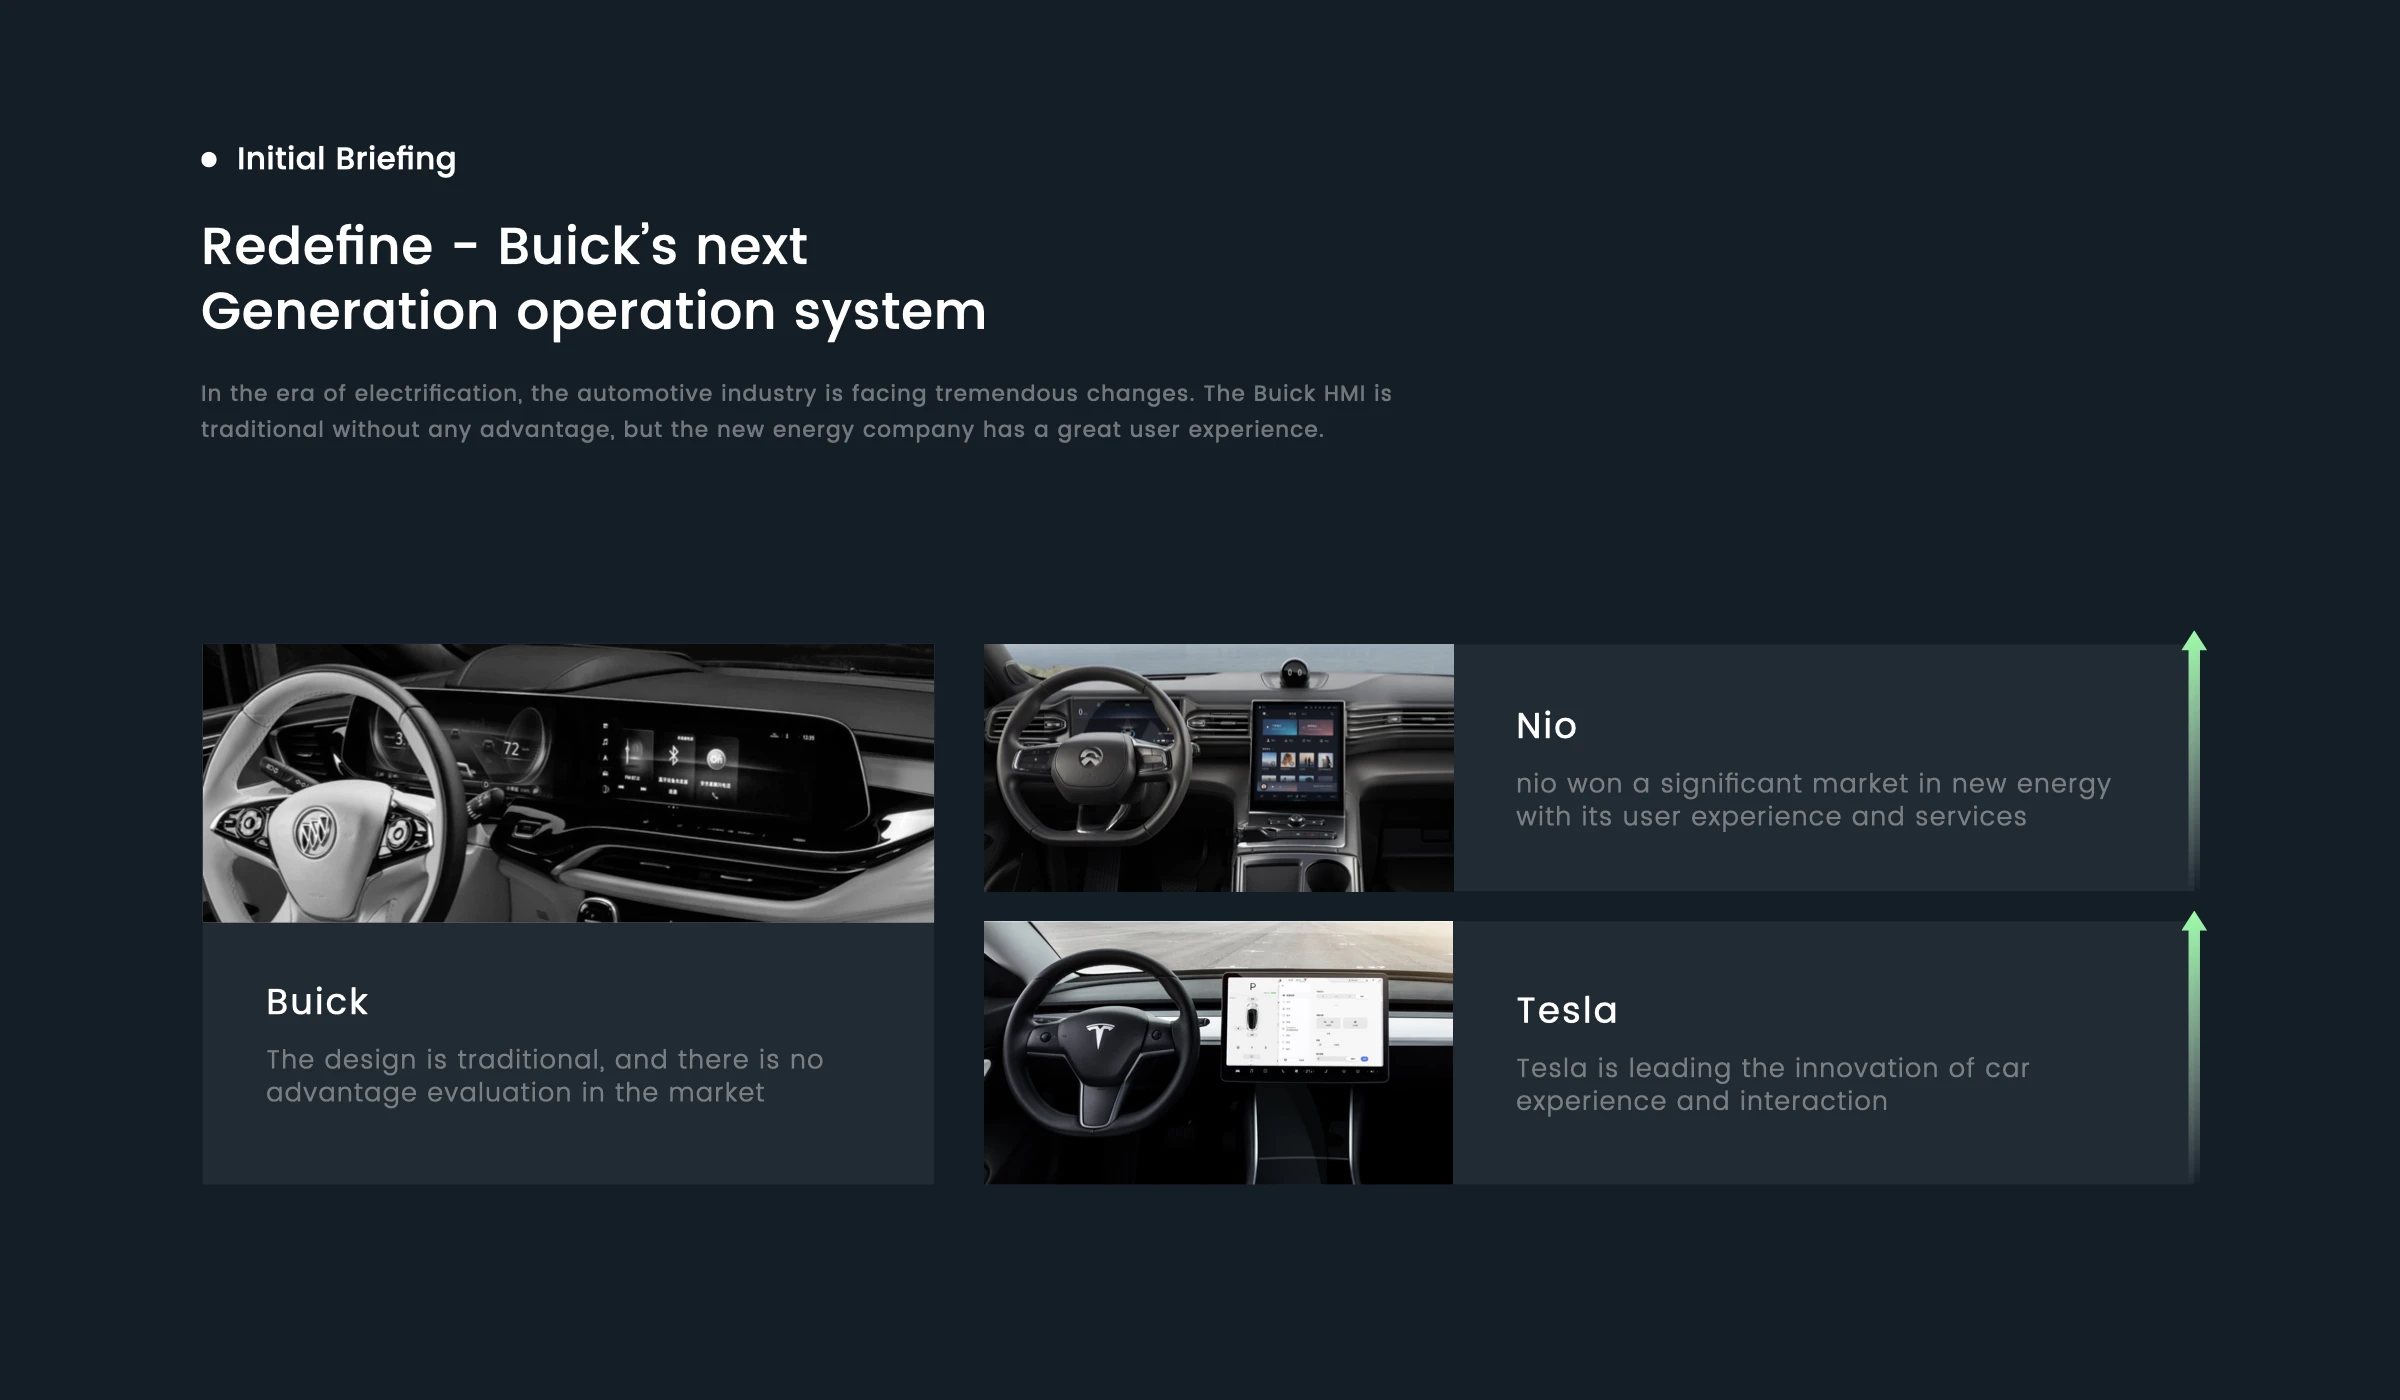 Initial Briefing
Redefine - Buick’s next
Generation operation system
In the era of electrification, the automotive industry is facing tremendous changes. The Buick HMI is
traditional without any advantage, but the new energy company has a great user experience.
72
12:05
Buick
The design is traditional, and there is no
advantage evaluation in the market
Nio
nio won a significant market in new energy
with its user experience and services
P
Tesla
Tesla is leading the innovation of car
experience and interaction